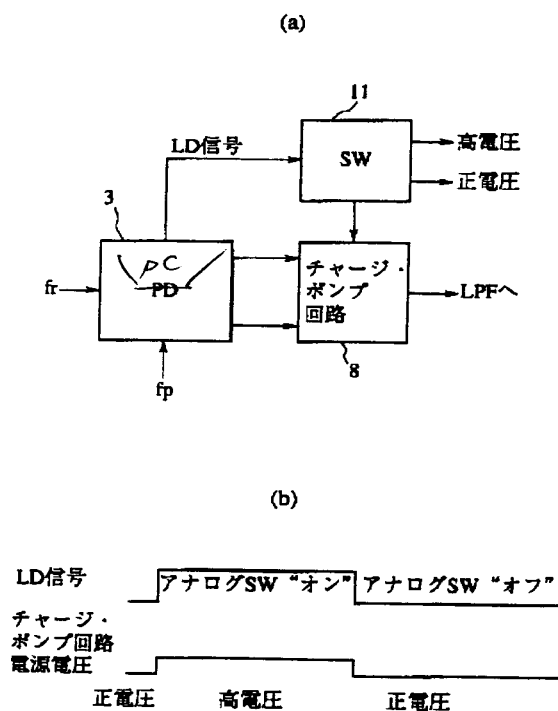 (a)
11
LD信号
SW
高電圧
正電圧
3
PC
PD
fr
fp
チャージ・
ポンプ
回路
LPFへ
8
(b)
LD信号
アナログSW “オン”
アナログSW “オフ”
チャージ・
ポンプ回路
電源電圧
正電圧
高電圧
正電圧